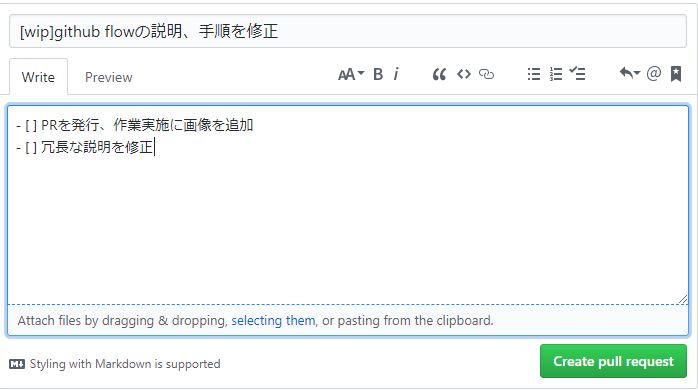 [wip]github flowの説明、手順を修正
Write Preview AA B i
- [ ] PRを発行、作業実施に画像を追加
- [ ] 冗長な説明を修正
Attach files by dragging & dropping, selecting them, or pasting from the clipboard.
Styling with Markdown is supported
Create pull request